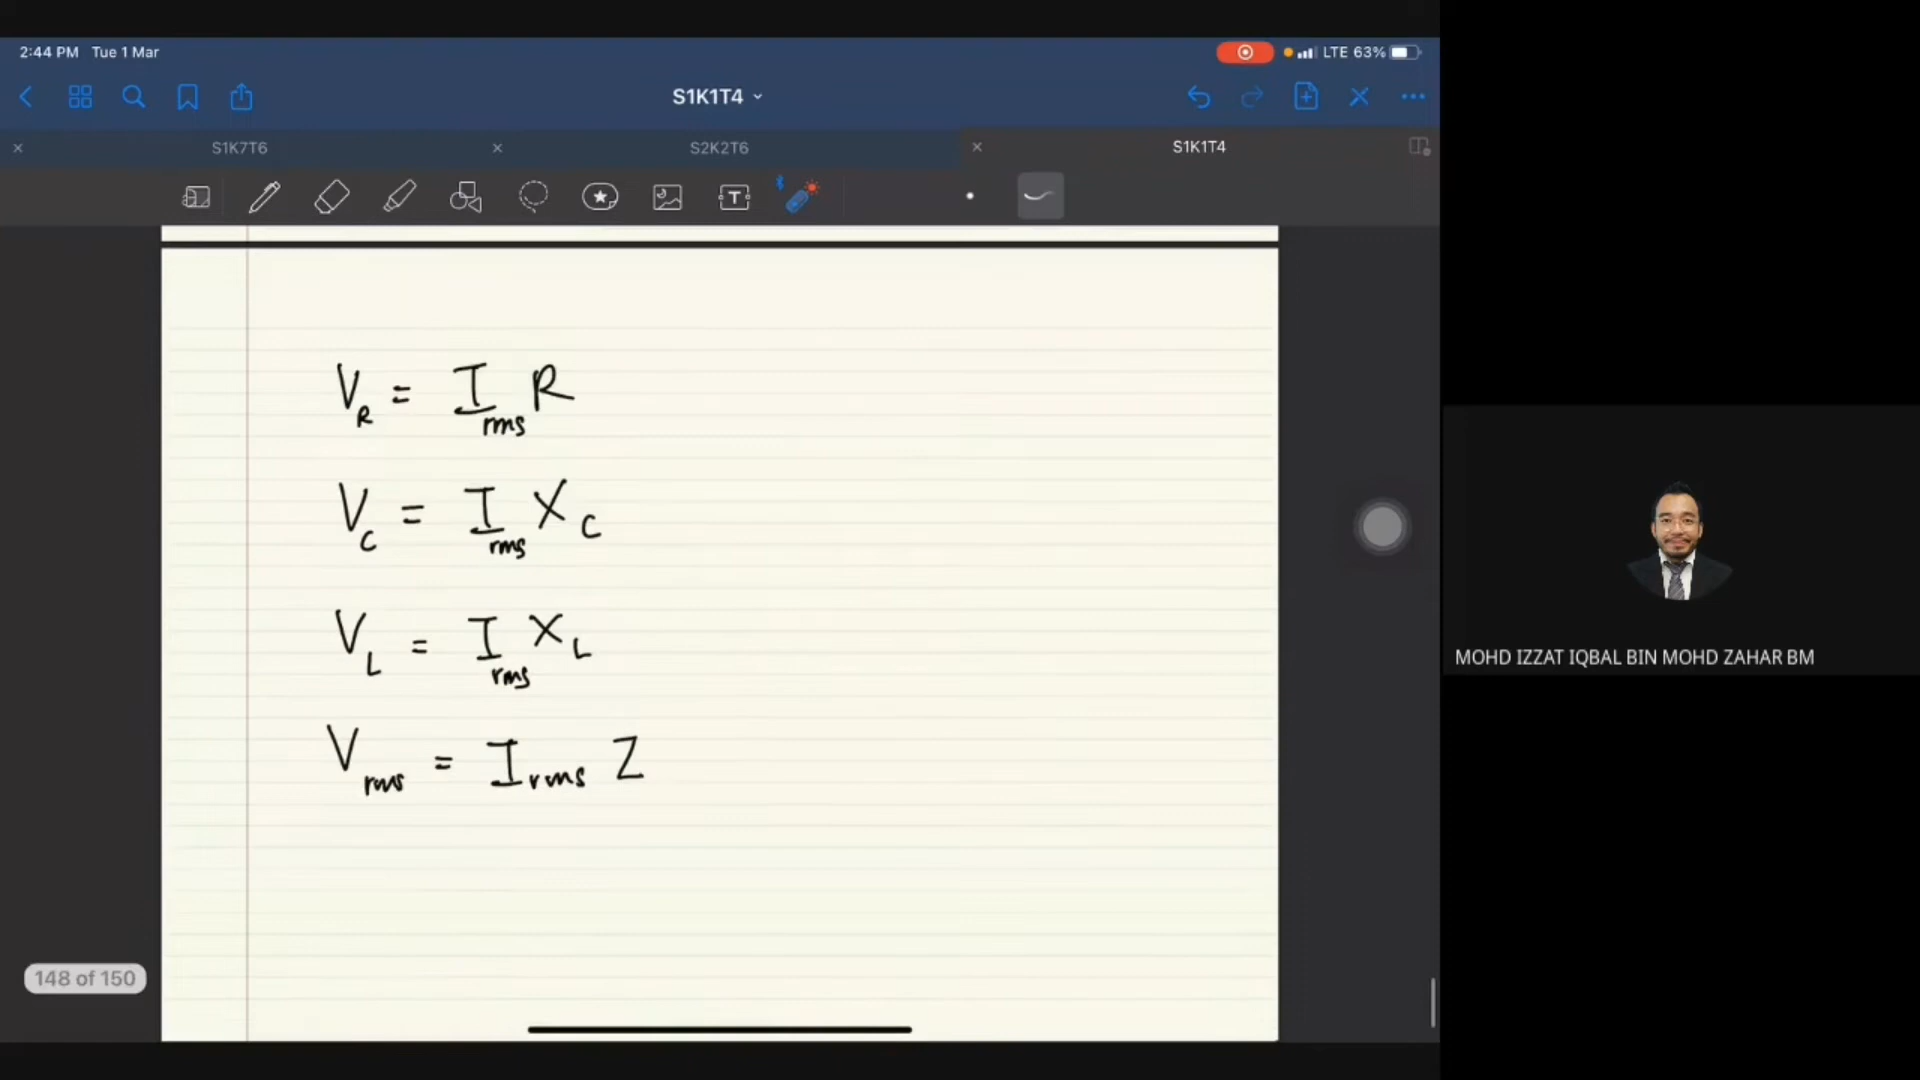 2:44 PM Tue 1 Mar
LTE 63%
S1K1T4
S1K7T6
S2K2T6
S1K1T4
T
V_R = I_rms R
V_C = I_rms X_C
V_L = I_rms X_L
V_rms = I_rms Z
MOHD IZZAT IQBAL BIN MOHD ZAHAR BM
148 of 150